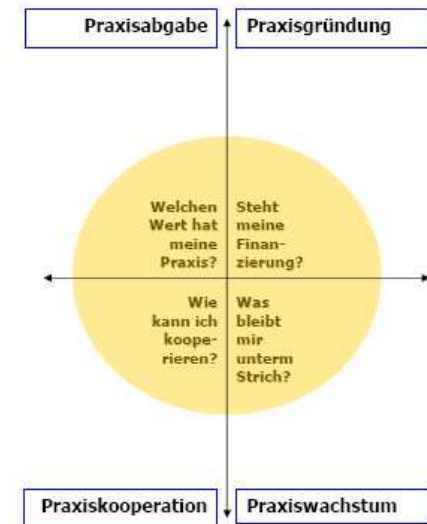 Praxisabgabe
Praxisgründung
Welchen
Wert hat
meine
Praxis?
Steht
meine
Finan-
zierung?
Wie
kann ich
koope-
rieren?
Was
bleibt
mir
unterm
Strich?
Praxiskooperation
Praxiswachstum